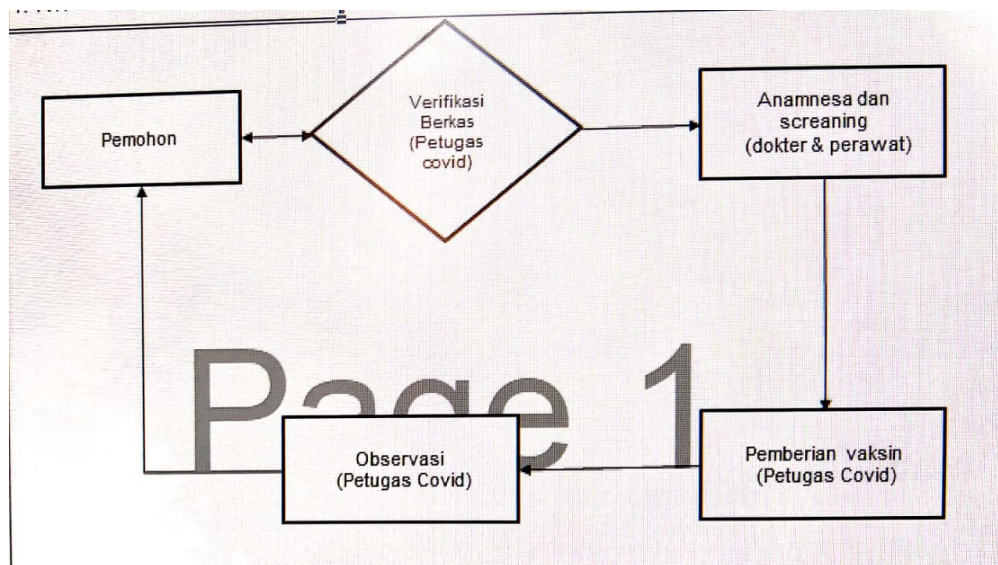 Pemohon
Verifikasi
Berkas
(Petugas
covid)
Anamnesa dan
screaning
(dokter & perawat)
Page 1
Observasi
(Petugas Covid)
Pemberian vaksin
(Petugas Covid)